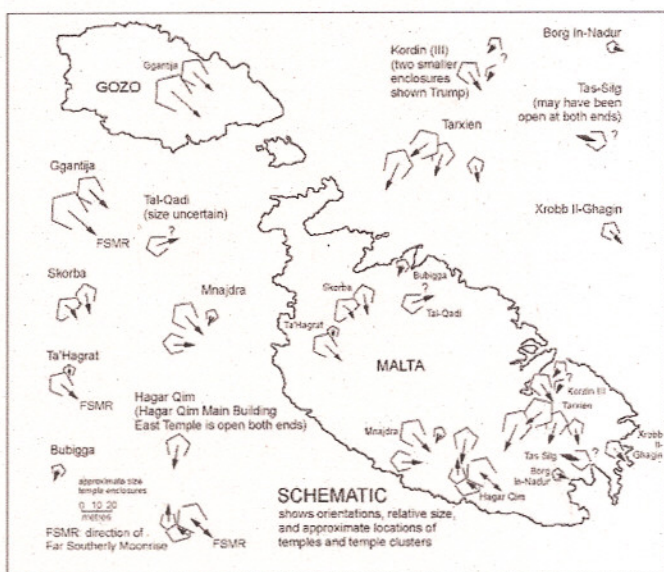 Ggantija
GOZO
Kordin (III)
(two smaller
enclosures
shown Trump)
?
Borg In-Nadur
Tas-Silg
(may have been
open at both ends)
?
Tarxien
Xrobb Il-Ghagin
Ggantija
FSMR
Tal-Qadi
(size uncertain)
?
Skorba
Mnajdra
Ta'Hagrat
FSMR
Hagar Qim
(Hagar Qim Main Building
East Temple is open both ends)
Bubigga
approximate size
temple enclosures
0 10 20
metres
FSMR: direction of
Far Southerly Moonrise
FSMR
Bubigga
?
Tal-Qadi
Skorba
Ta'Hagrat
MALTA
?
Kordin III
Tarxien
Mnajdra
Hagar Qim
Tas Silg
?
Borg
In-Nadur
Xrobb
Il-
Ghagin
SCHEMATIC
shows orientations, relative size,
and approximate locations of
temples and temple clusters